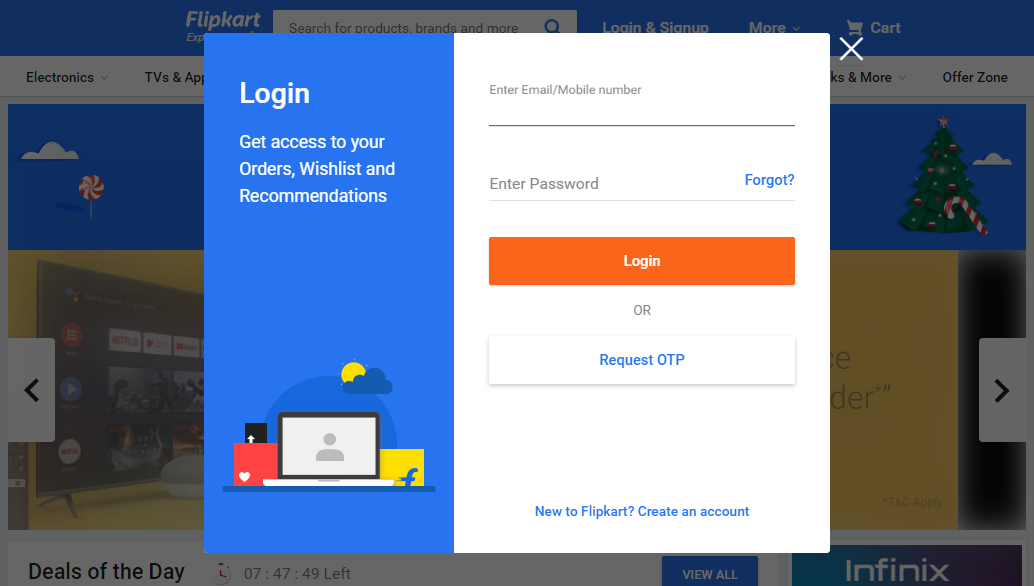 Flipkart
Search for products, brands and more
Login & Signup
More
Cart
Electronics
TVs & App
ks & More
Offer Zone
Login
Get access to your
Orders, Wishlist and
Recommendations
Enter Email/Mobile number
Enter Password
Forgot?
Login
OR
Request OTP
New to Flipkart? Create an account
NETFLIX
ce
der*"
*T&C Apply
Deals of the Day
07 : 47 : 49 Left
VIEW ALL
Infinix